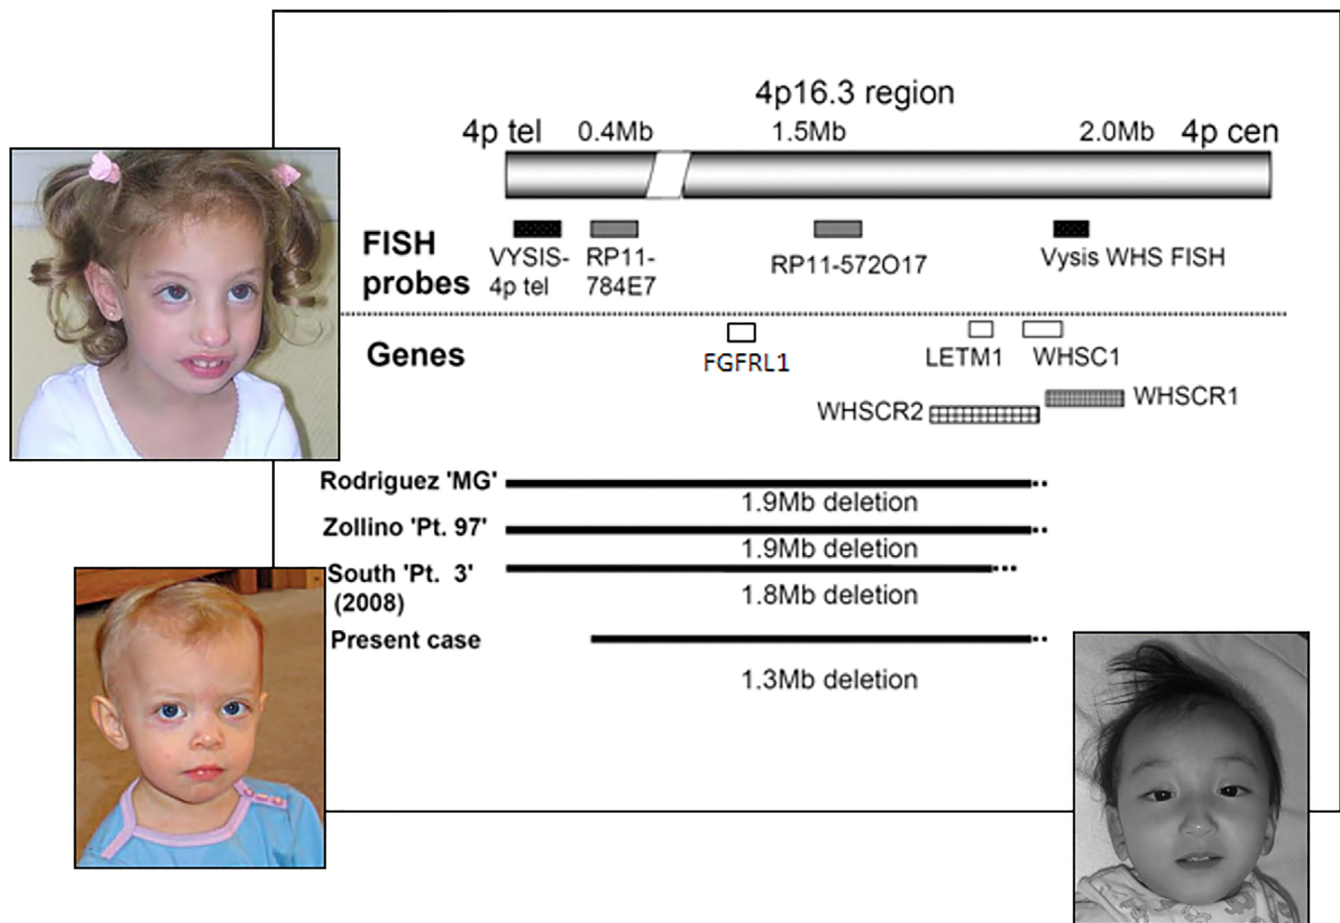 4p16.3 region
4p tel 0.4Mb 1.5Mb 2.0Mb 4p cen
FISH
probes
VYSIS-
4p tel
RP11-
784E7
RP11-572O17
Vysis WHS FISH
Genes
FGFRL1
LETM1
WHSC1
WHSCR2
WHSCR1
Rodriguez 'MG'
1.9Mb deletion
Zollino 'Pt. 97'
1.9Mb deletion
South 'Pt. 3'
(2008)
1.8Mb deletion
Present case
1.3Mb deletion